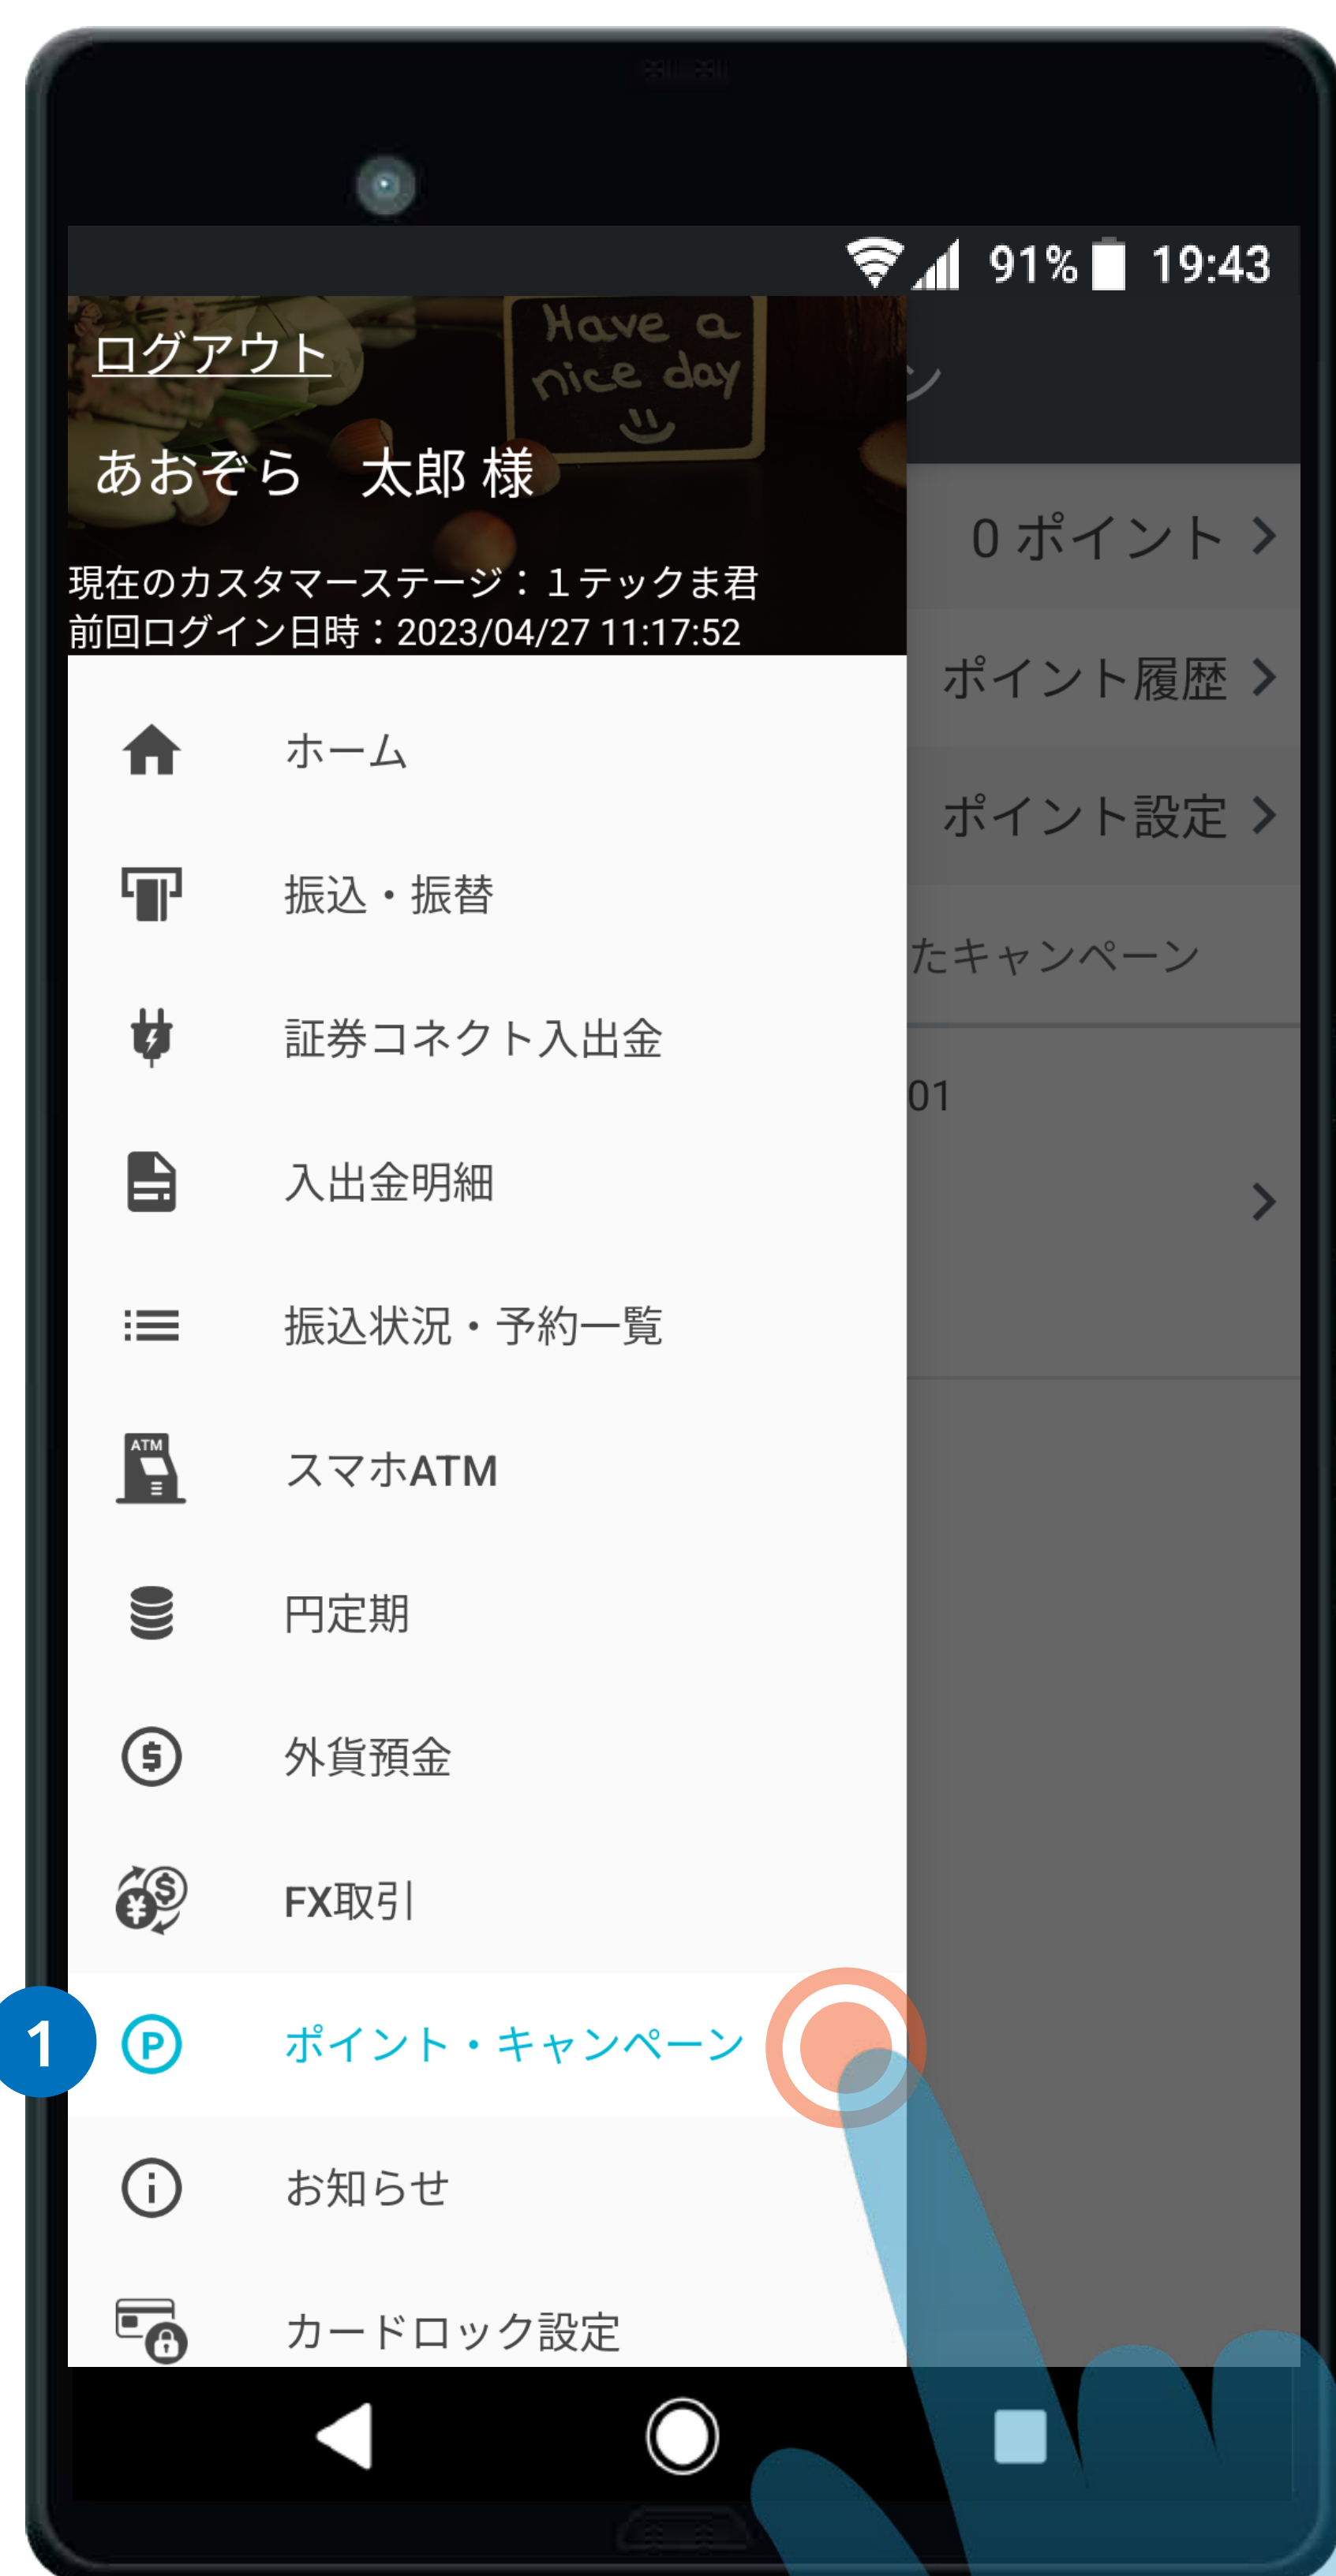 91% 19:43
ログアウト
Have a
nice day
あおぞら 太郎 様
現在のカスタマーステージ：１テックま君
前回ログイン日時：2023/04/27 11:17:52
ン
0 ポイント
ポイント履歴
ポイント設定
たキャンペーン
01
ホーム
振込・振替
証券コネクト入出金
入出金明細
振込状況・予約一覧
ATM
スマホATM
円定期
外貨預金
FX取引
1
P
ポイント・キャンペーン
お知らせ
カードロック設定